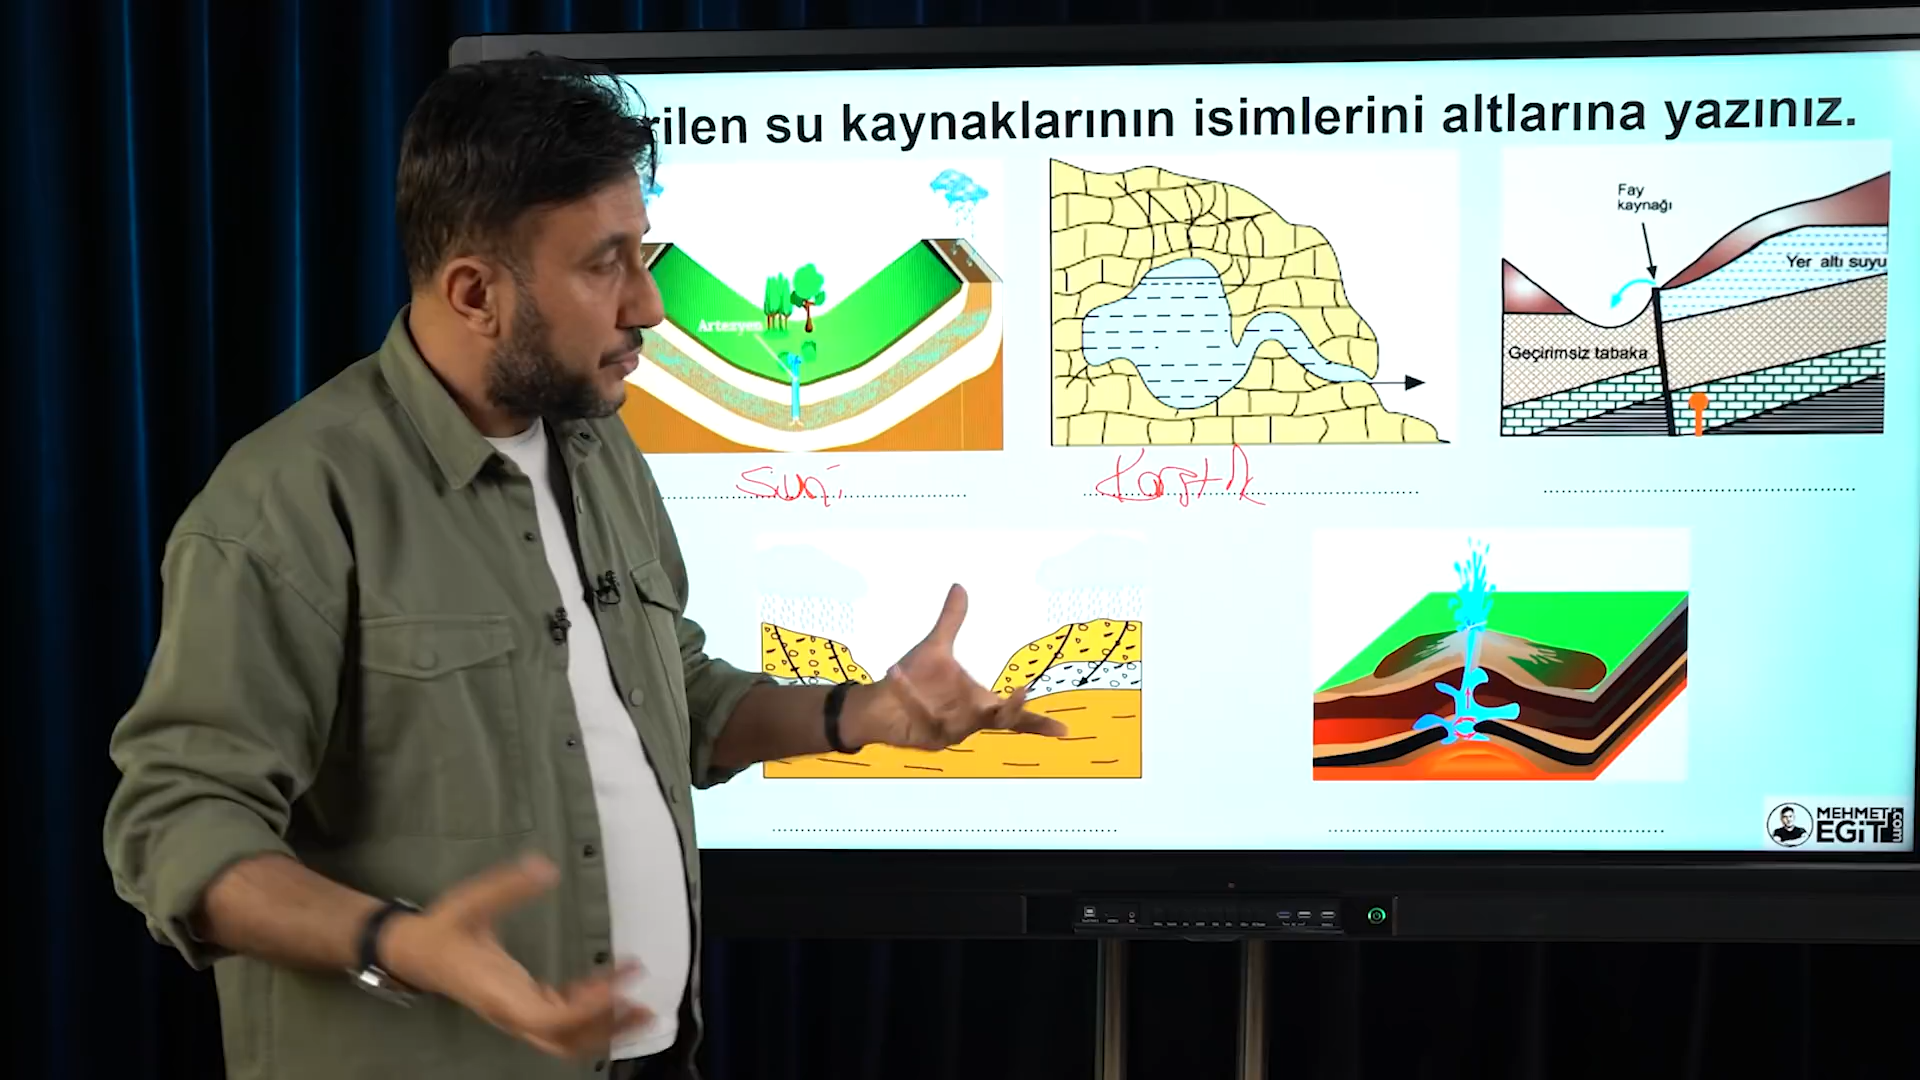 rilen su kaynaklarının isimlerini altlarına yazınız.
Artezyen
Fay
kaynağı
Yer altı suyu
Geçirimsiz tabaka
Suni
Karstik
MEHMET
EGİT
.com